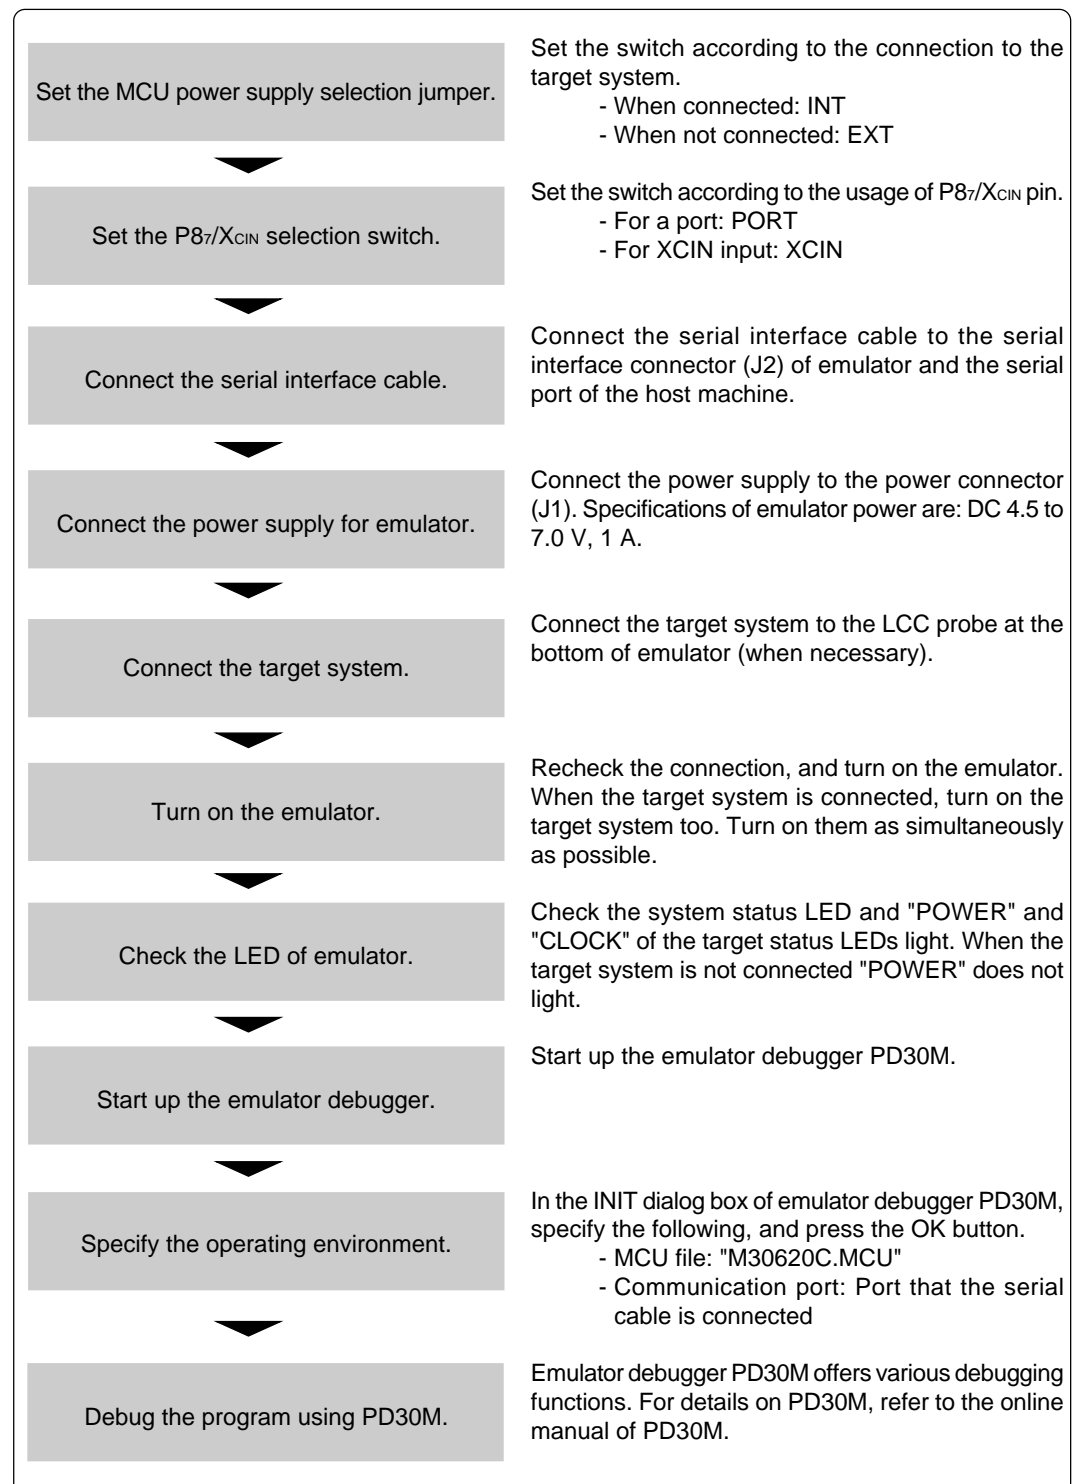 Set the MCU power supply selection jumper.
Set the switch according to the connection to the
target system.
- When connected: INT
- When not connected: EXT
Set the P87/XCIN selection switch.
Set the switch according to the usage of P87/XCIN pin.
- For a port: PORT
- For XCIN input: XCIN
Connect the serial interface cable.
Connect the serial interface cable to the serial
interface connector (J2) of emulator and the serial
port of the host machine.
Connect the power supply for emulator.
Connect the power supply to the power connector
(J1). Specifications of emulator power are: DC 4.5 to
7.0 V, 1 A.
Connect the target system.
Connect the target system to the LCC probe at the
bottom of emulator (when necessary).
Turn on the emulator.
Recheck the connection, and turn on the emulator.
When the target system is connected, turn on the
target system too. Turn on them as simultaneously
as possible.
Check the LED of emulator.
Check the system status LED and "POWER" and
"CLOCK" of the target status LEDs light. When the
target system is not connected "POWER" does not
light.
Start up the emulator debugger.
Start up the emulator debugger PD30M.
Specify the operating environment.
In the INIT dialog box of emulator debugger PD30M,
specify the following, and press the OK button.
- MCU file: "M30620C.MCU"
- Communication port: Port that the serial
cable is connected
Debug the program using PD30M.
Emulator debugger PD30M offers various debugging
functions. For details on PD30M, refer to the online
manual of PD30M.